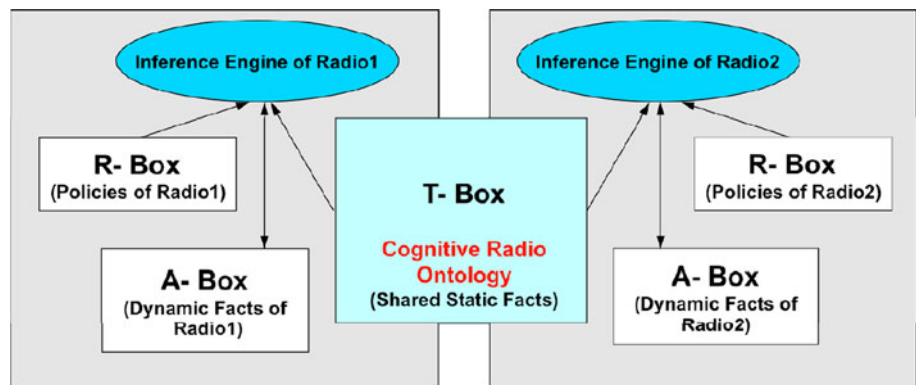 Inference Engine of Radio1
Inference Engine of Radio2
R- Box
(Policies of Radio1)
T- Box
Cognitive Radio
Ontology
(Shared Static Facts)
R- Box
(Policies of Radio2)
A- Box
(Dynamic Facts of
Radio1)
A- Box
(Dynamic Facts of
Radio2)